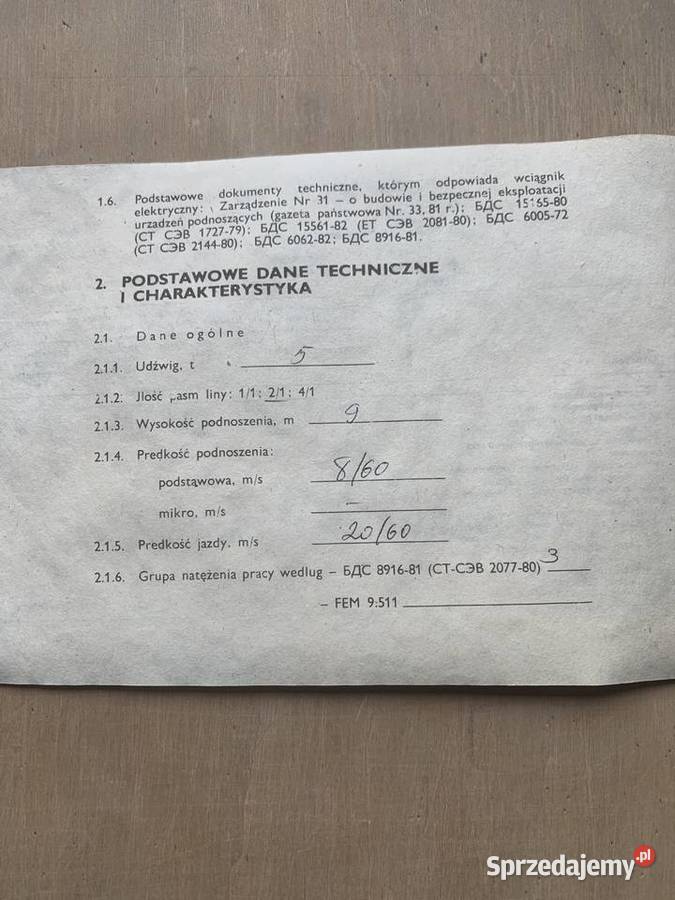 1.6. Podstawowe dokumenty techniczne, którym odpowiada wciągnik
elektryczny: Zarządzenie Nr 31 – o budowie i bezpecznej eksploatacji
urządzeń podnoszących (gazeta państwowa Nr. 33, 81 r.); БДС 15165-80
(СТ СЭВ 1727-79); БДС 15561-82 (ЕТ СЭВ 2081-80); БДС 6005-72
(СТ СЭВ 2144-80); БДС 6062-82; БДС 8916-81.
2. PODSTAWOWE DANE TECHNICZNE
I CHARAKTERYSTYKA
2.1. Dane ogólne
2.1.1. Udźwig, t 5
2.1.2. Jlość pasm liny: 1/1; 2/1; 4/1
2.1.3. Wysokość podnoszenia, m 9
2.1.4. Predkość podnoszenia:
podstawowa, m/s 8/60
mikro, m/s –
2.1.5. Predkość jazdy, m/s 20/60
2.1.6. Grupa natężenia pracy według – БДС 8916-81 (СТ-СЭВ 2077-80) 3
– FEM 9.511
Sprzedajemy.pl